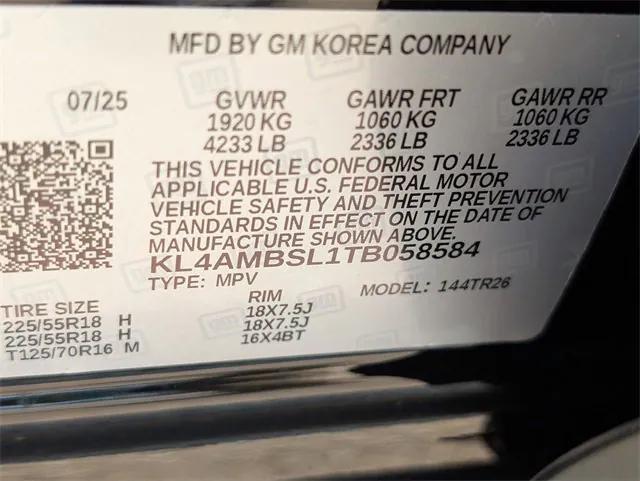 MFD BY GM KOREA COMPANY
07/25 GVWR GAWR FRT GAWR RR
1920 KG 1060 KG 1060 KG
4233 LB 2336 LB 2336 LB
THIS VEHICLE CONFORMS TO ALL
APPLICABLE U.S. FEDERAL MOTOR
VEHICLE SAFETY AND THEFT PREVENTION
STANDARDS IN EFFECT ON THE DATE OF
MANUFACTURE SHOWN ABOVE.
KL4AMBSL1TB058584
TYPE: MPV MODEL: 144TR26
TIRE SIZE RIM
225/55R18 H 18X7.5J
225/55R18 H 18X7.5J
T125/70R16 M 16X4BT